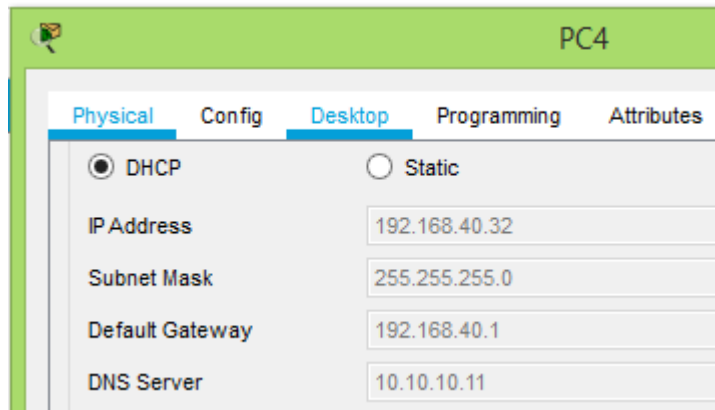 PC4
Physical Config Desktop Programming Attributes
DHCP Static
IP Address 192.168.40.32
Subnet Mask 255.255.255.0
Default Gateway 192.168.40.1
DNS Server 10.10.10.11